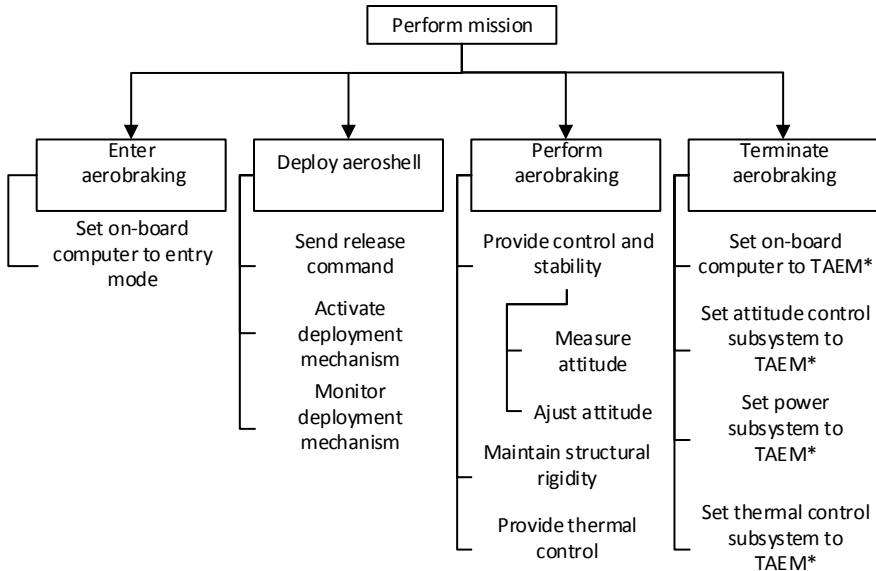 Perform mission
Enter
aerobraking
Set on-board
computer to entry
mode
Deploy aeroshell
Send release
command
Activate
deployment
mechanism
Monitor
deployment
mechanism
Perform
aerobraking
Provide control and
stability
Measure
attitude
Ajust attitude
Maintain structural
rigidity
Provide thermal
control
Terminate
aerobraking
Set on-board
computer to TAEM*
Set attitude control
subsystem to
TAEM*
Set power
subsystem to
TAEM*
Set thermal control
subsystem to
TAEM*